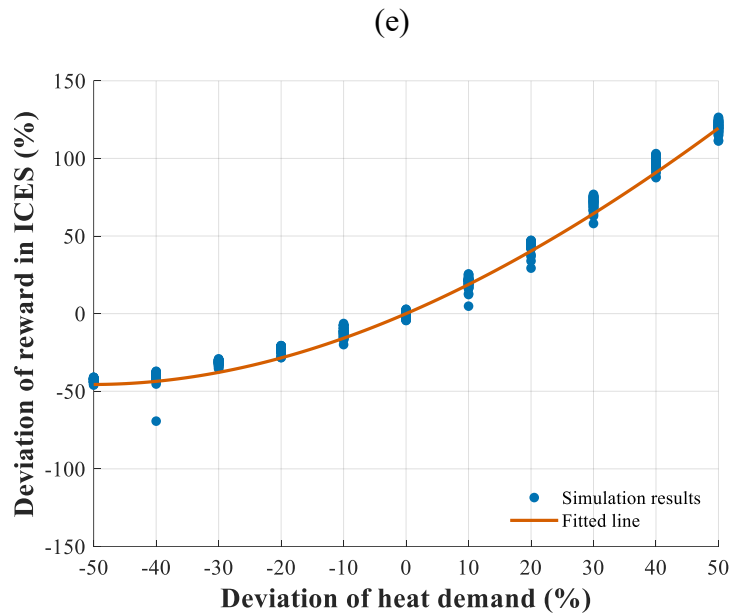 (e)
150
100
50
0
-50
-100
-150
-50 -40 -30 -20 -10 0 10 20 30 40 50
Deviation of reward in ICES (%)
Deviation of heat demand (%)
Simulation results
Fitted line